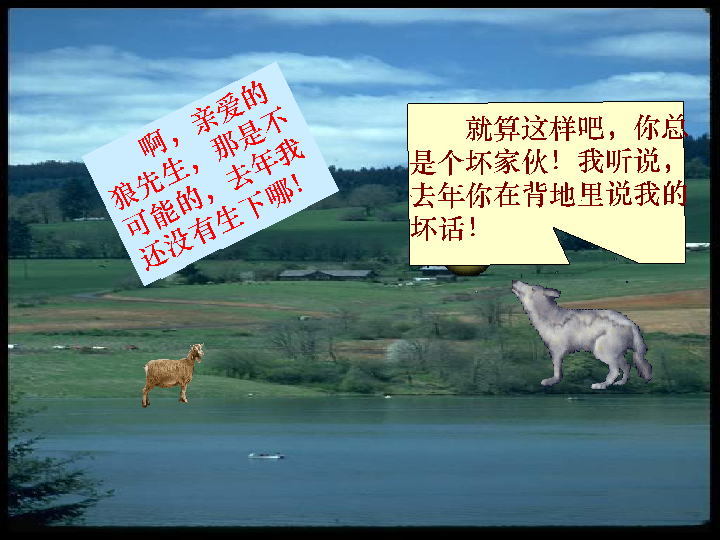 就算这样吧，你总
是个坏家伙！我听说，
去年你在背地里说我的
坏话！
啊，亲爱的
狼先生，那是不
可能的，去年我
还没有生下哪！